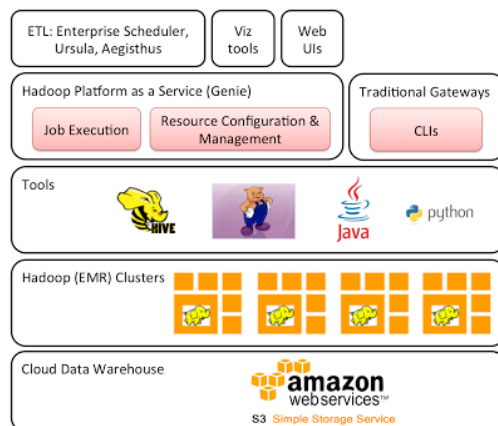 ETL: Enterprise Scheduler,
Ursula, Aegisthus
Viz
tools
Web
UIs
Hadoop Platform as a Service (Genie)
Job Execution
Resource Configuration &
Management
Traditional Gateways
CLIs
Tools
HIVE
Java
python
Hadoop (EMR) Clusters
Cloud Data Warehouse
amazon
webservices™
S3 Simple Storage Service